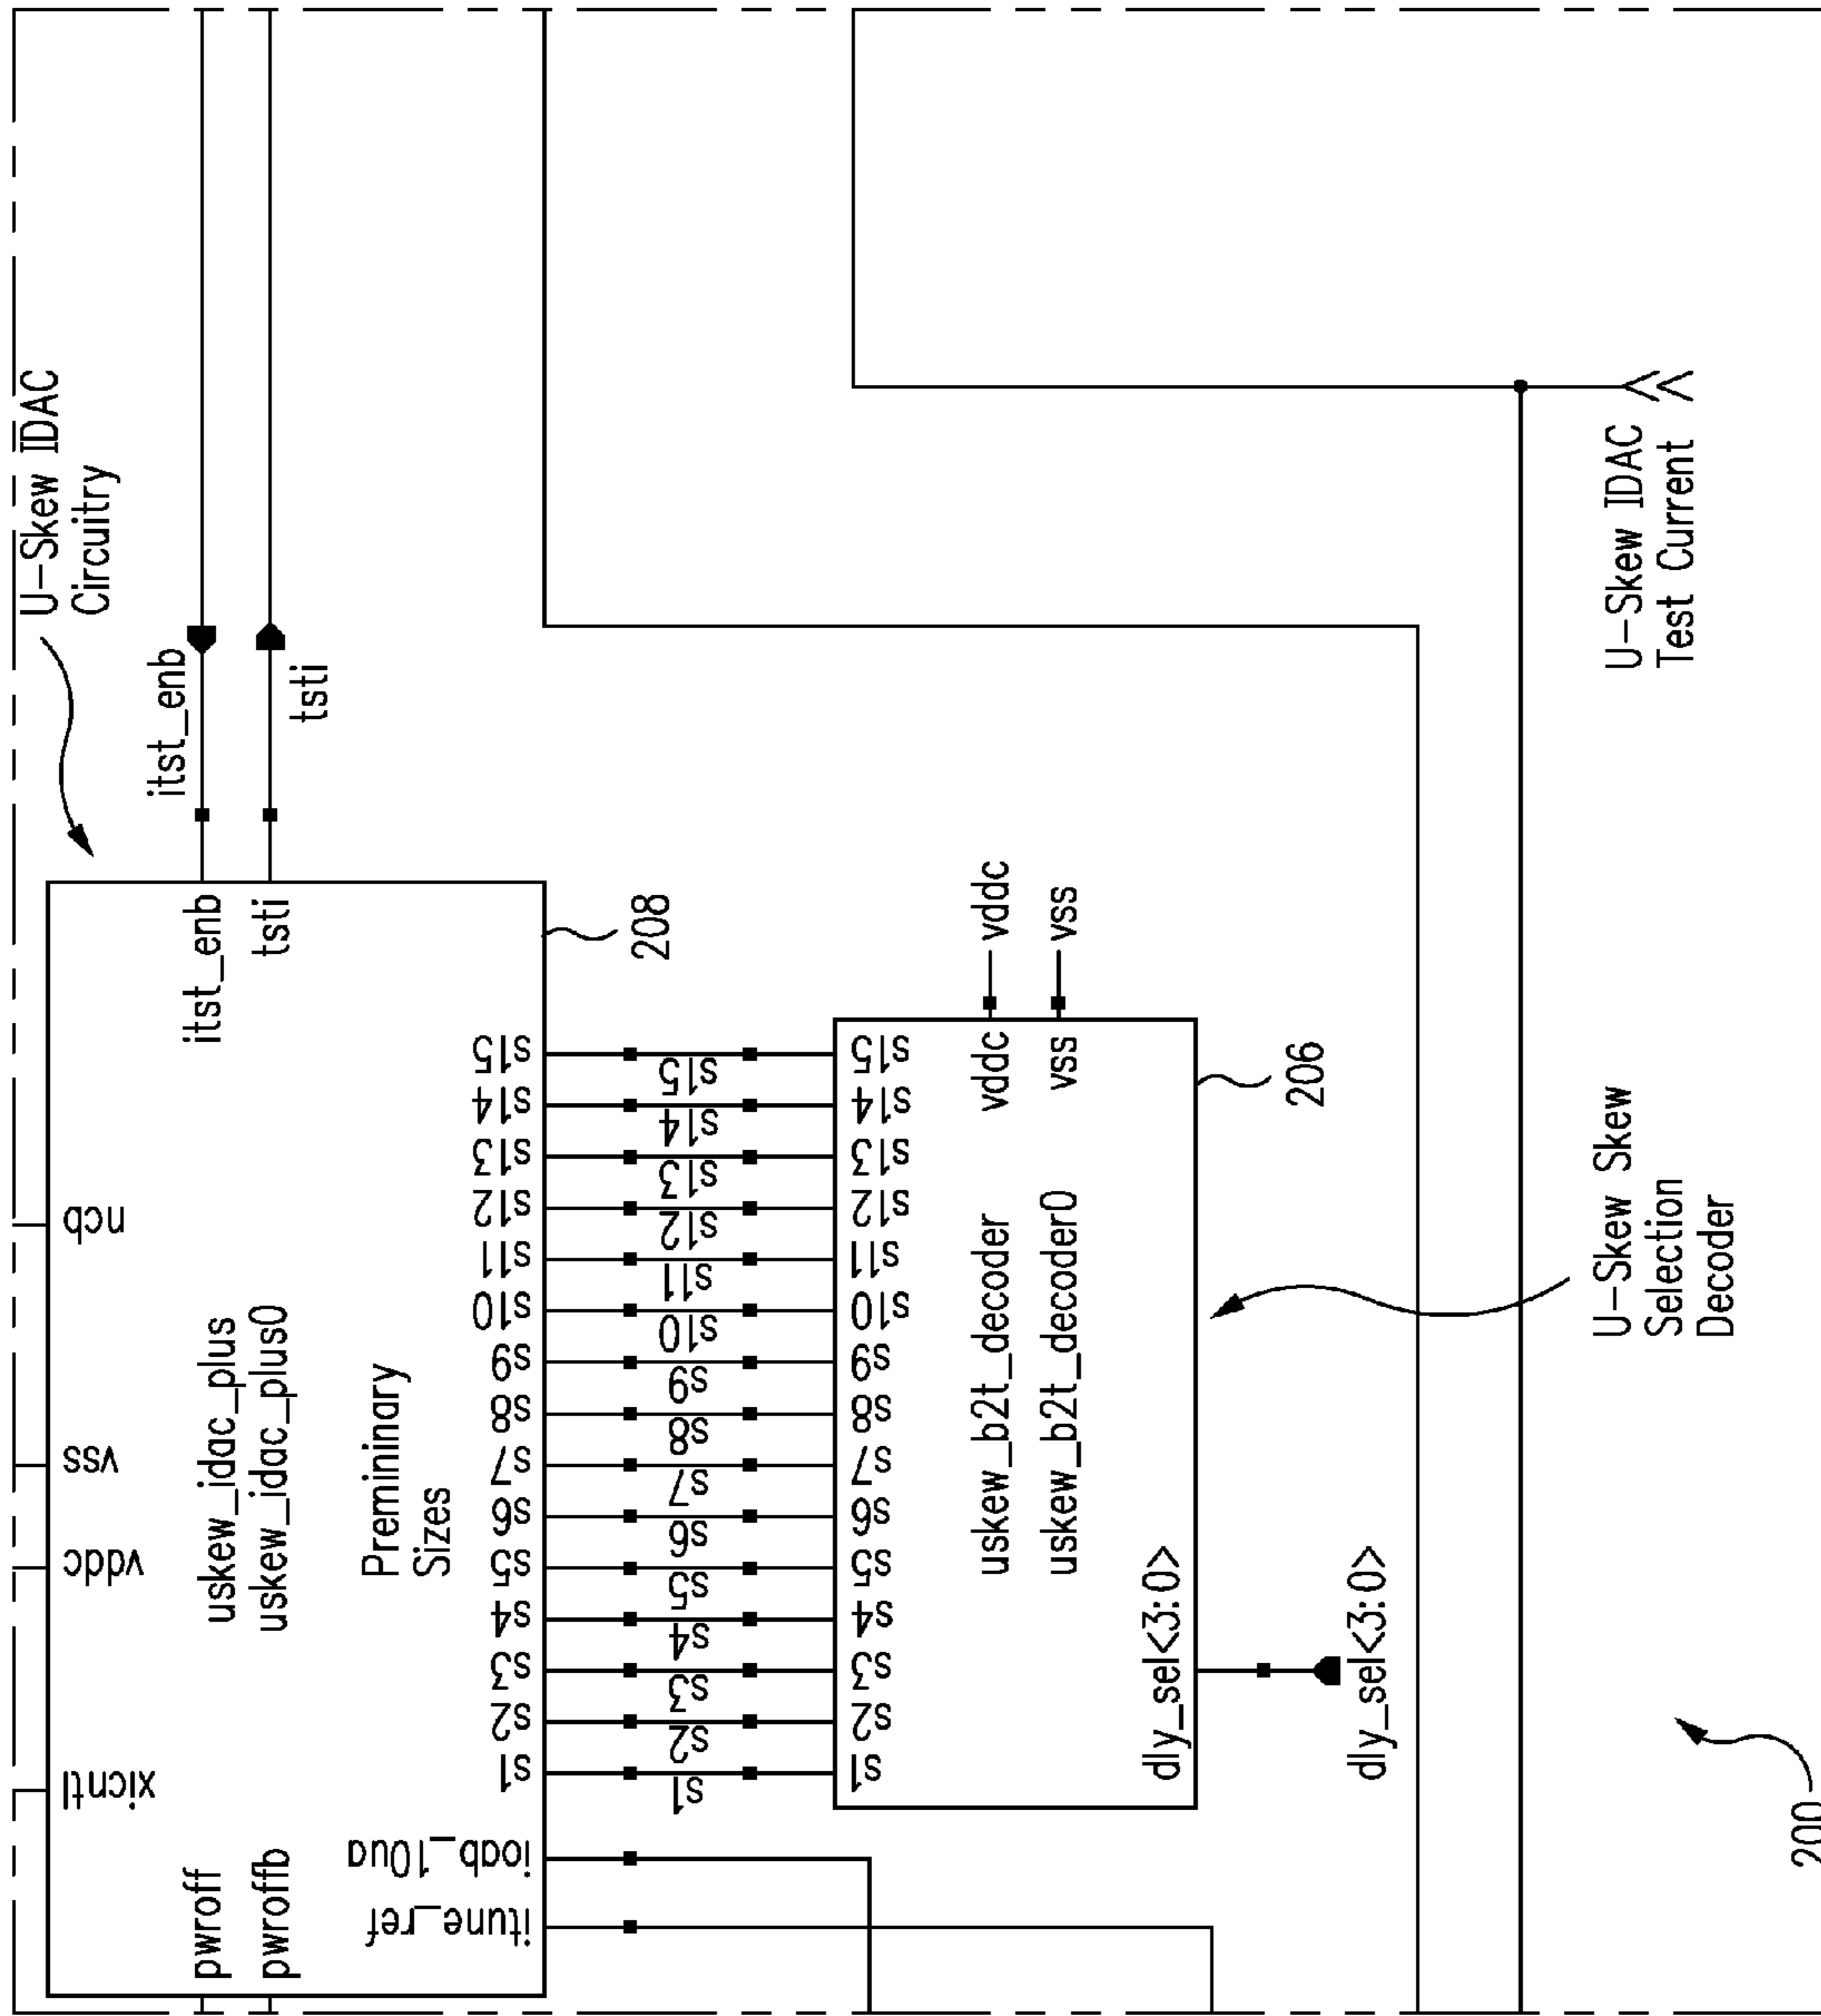 U-Skew IDAC
Circuitry
itst_enb
tsti
xicntl
vddc
vss
ncb
pwroff
pwroffb
uskew_idac_plus
uskew_idac_plus0
itst_enb
tsti
Premininary
Sizes
itune_ref
iodb_10ua
s1
s2
s3
s4
s5
s6
s7
s8
s9
s10
s11
s12
s13
s14
s15
208
s1
s2
s3
s4
s5
s6
s7
s8
s9
s10
s11
s12
s13
s14
s15
s1
s2
s3
s4
s5
s6
s7
s8
s9
s10
s11
s12
s13
s14
s15
uskew_b2t_decoder
uskew_b2t_decoder0
vddc
vss
vddc
vss
dly_sel<3:0>
206
dly_sel<3:0>
U-Skew Skew
Selection
Decoder
U-Skew IDAC
Test Current
200